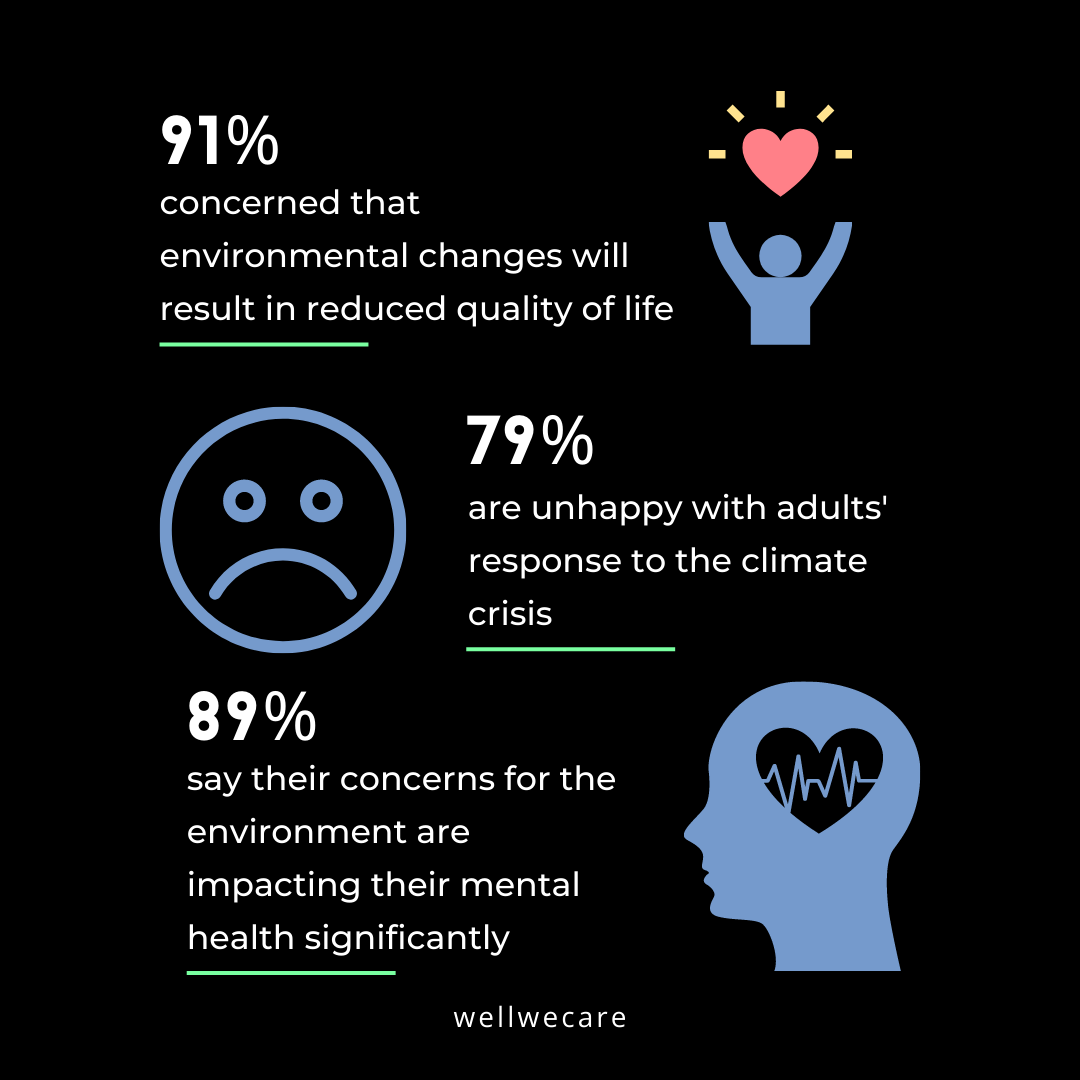 91%
concerned that
environmental changes will
result in reduced quality of life
79%
are unhappy with adults'
response to the climate
crisis
89%
say their concerns for the
environment are
impacting their mental
health significantly
wellwecare